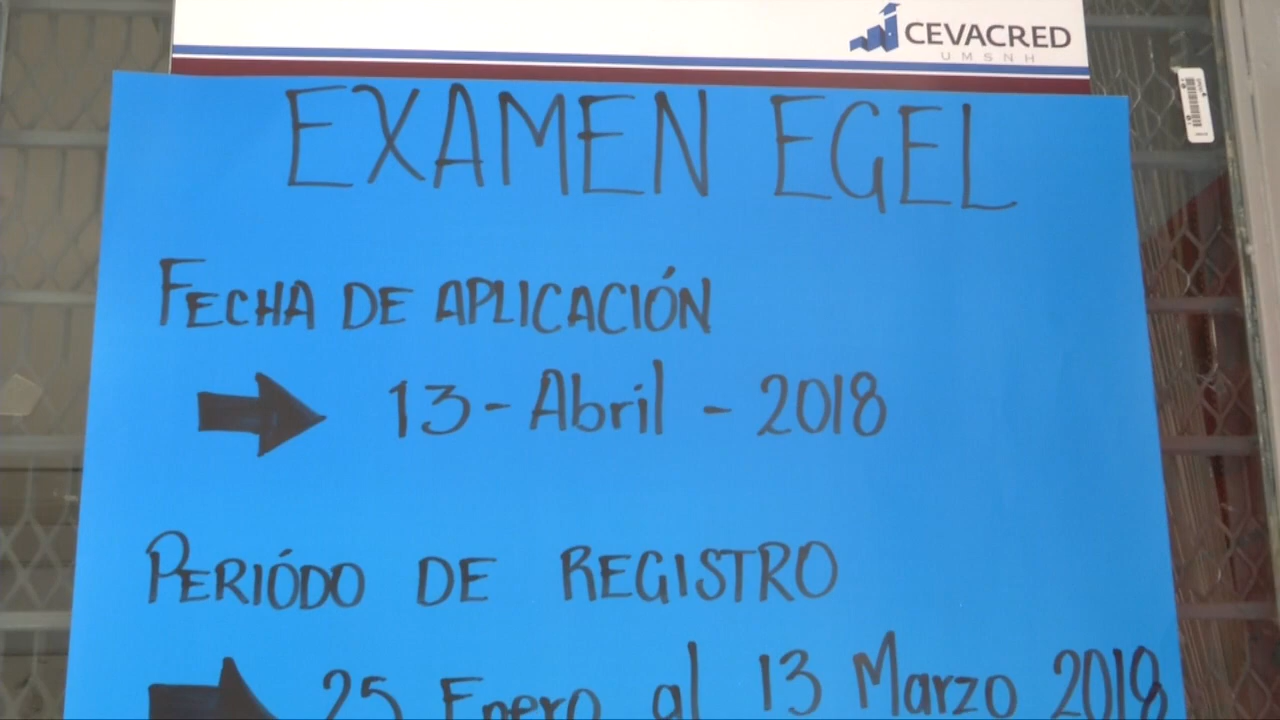 CEVACRED
UMSNH
EXAMEN EGEL
FECHA DE APLICACIÓN
13 - Abril - 2018
PERIÓDO DE REGISTRO
25 Enero al 13 Marzo 2018